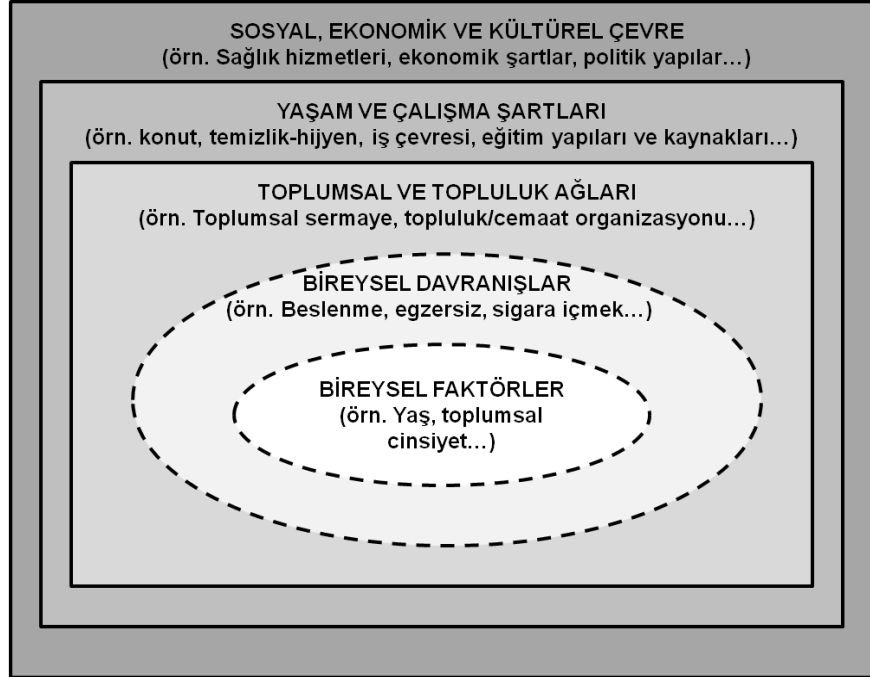 SOSYAL, EKONOMİK VE KÜLTÜREL ÇEVRE
(örn. Sağlık hizmetleri, ekonomik şartlar, politik yapılar…)
YAŞAM VE ÇALIŞMA ŞARTLARI
(örn. konut, temizlik-hijyen, iş çevresi, eğitim yapıları ve kaynakları…)
TOPLUMSAL VE TOPLULUK AĞLARI
(örn. Toplumsal sermaye, topluluk/cemaat organizasyonu…)
BİREYSEL DAVRANIŞLAR
(örn. Beslenme, egzersiz, sigara içmek…)
BİREYSEL FAKTÖRLER
(örn. Yaş, toplumsal
cinsiyet…)